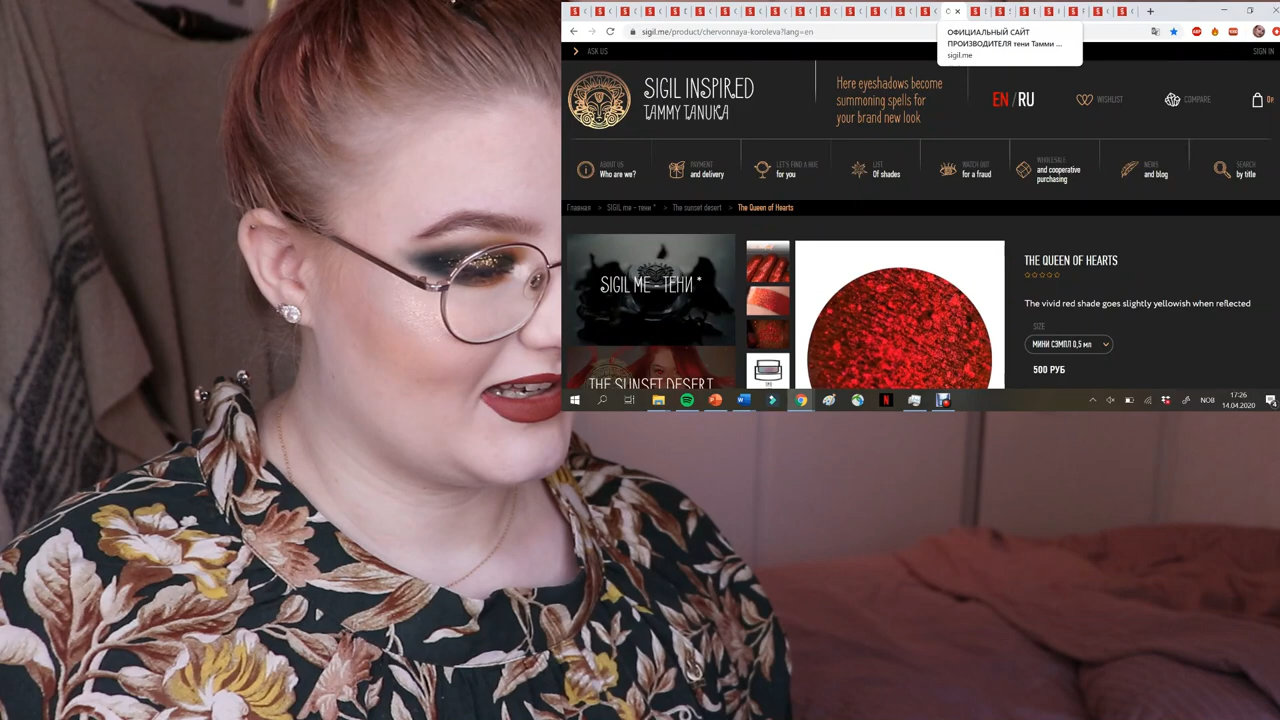 sigil.me/product/chervonnaya-koroleva?lang=en
ОФИЦИАЛЬНЫЙ САЙТ
ПРОИЗВОДИТЕЛЯ тени Тамми ...
sigil.me
ASK US
SIGN IN
SIGIL INSPIRED
TAMMY TANUKA
Here eyeshadows become
summoning spells for
your brand new look
EN / RU
WISHLIST
COMPARE
ABOUT US
Who are we?
PAYMENT
and delivery
LET'S FIND A HUE
for you
LIST
Of shades
WATCH OUT
for a fraud
WHOLESALE
and cooperative
purchasing
NEWS
and blog
SEARCH
by title
Главная > SIGIL me - тени * > The sunset desert > The Queen of Hearts
SIGIL ME - ТЕНИ *
THE SUNSET DESERT
THE QUEEN OF HEARTS
The vivid red shade goes slightly yellowish when reflected
SIZE
МИНИ СЭМПЛ 0,5 мл
500 РУБ
NOB
17:26
14.04.2020